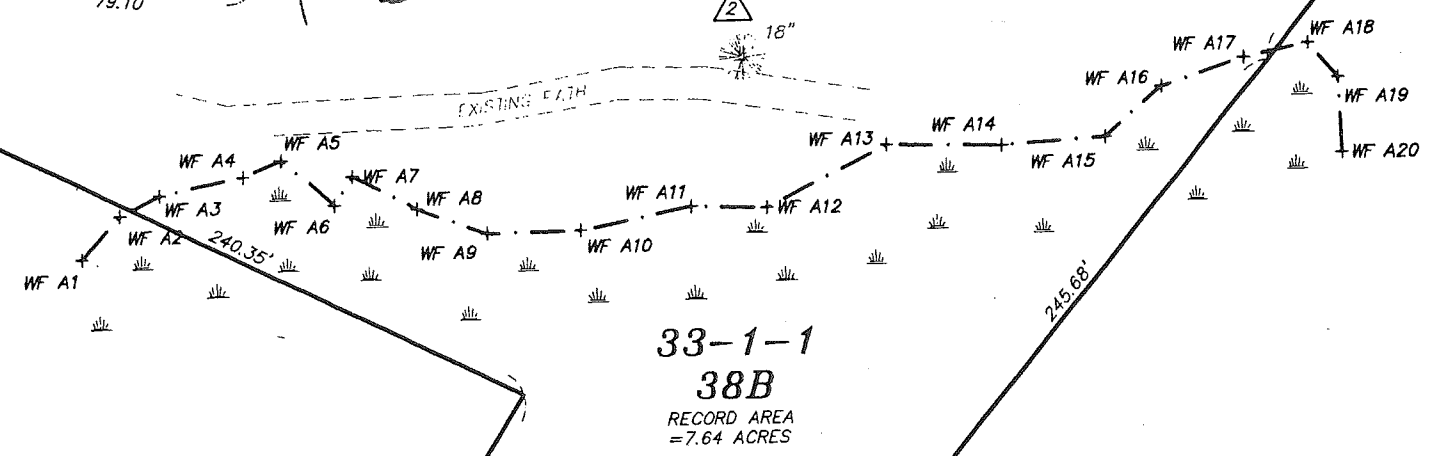 79.10
2
18"
EXISTING PATH
WF A1
WF A2
WF A3
WF A4
WF A5
WF A6
WF A7
WF A8
WF A9
WF A10
WF A11
WF A12
WF A13
WF A14
WF A15
WF A16
WF A17
WF A18
WF A19
WF A20
240.35'
245.68'
33-1-1
38B
RECORD AREA
=7.64 ACRES